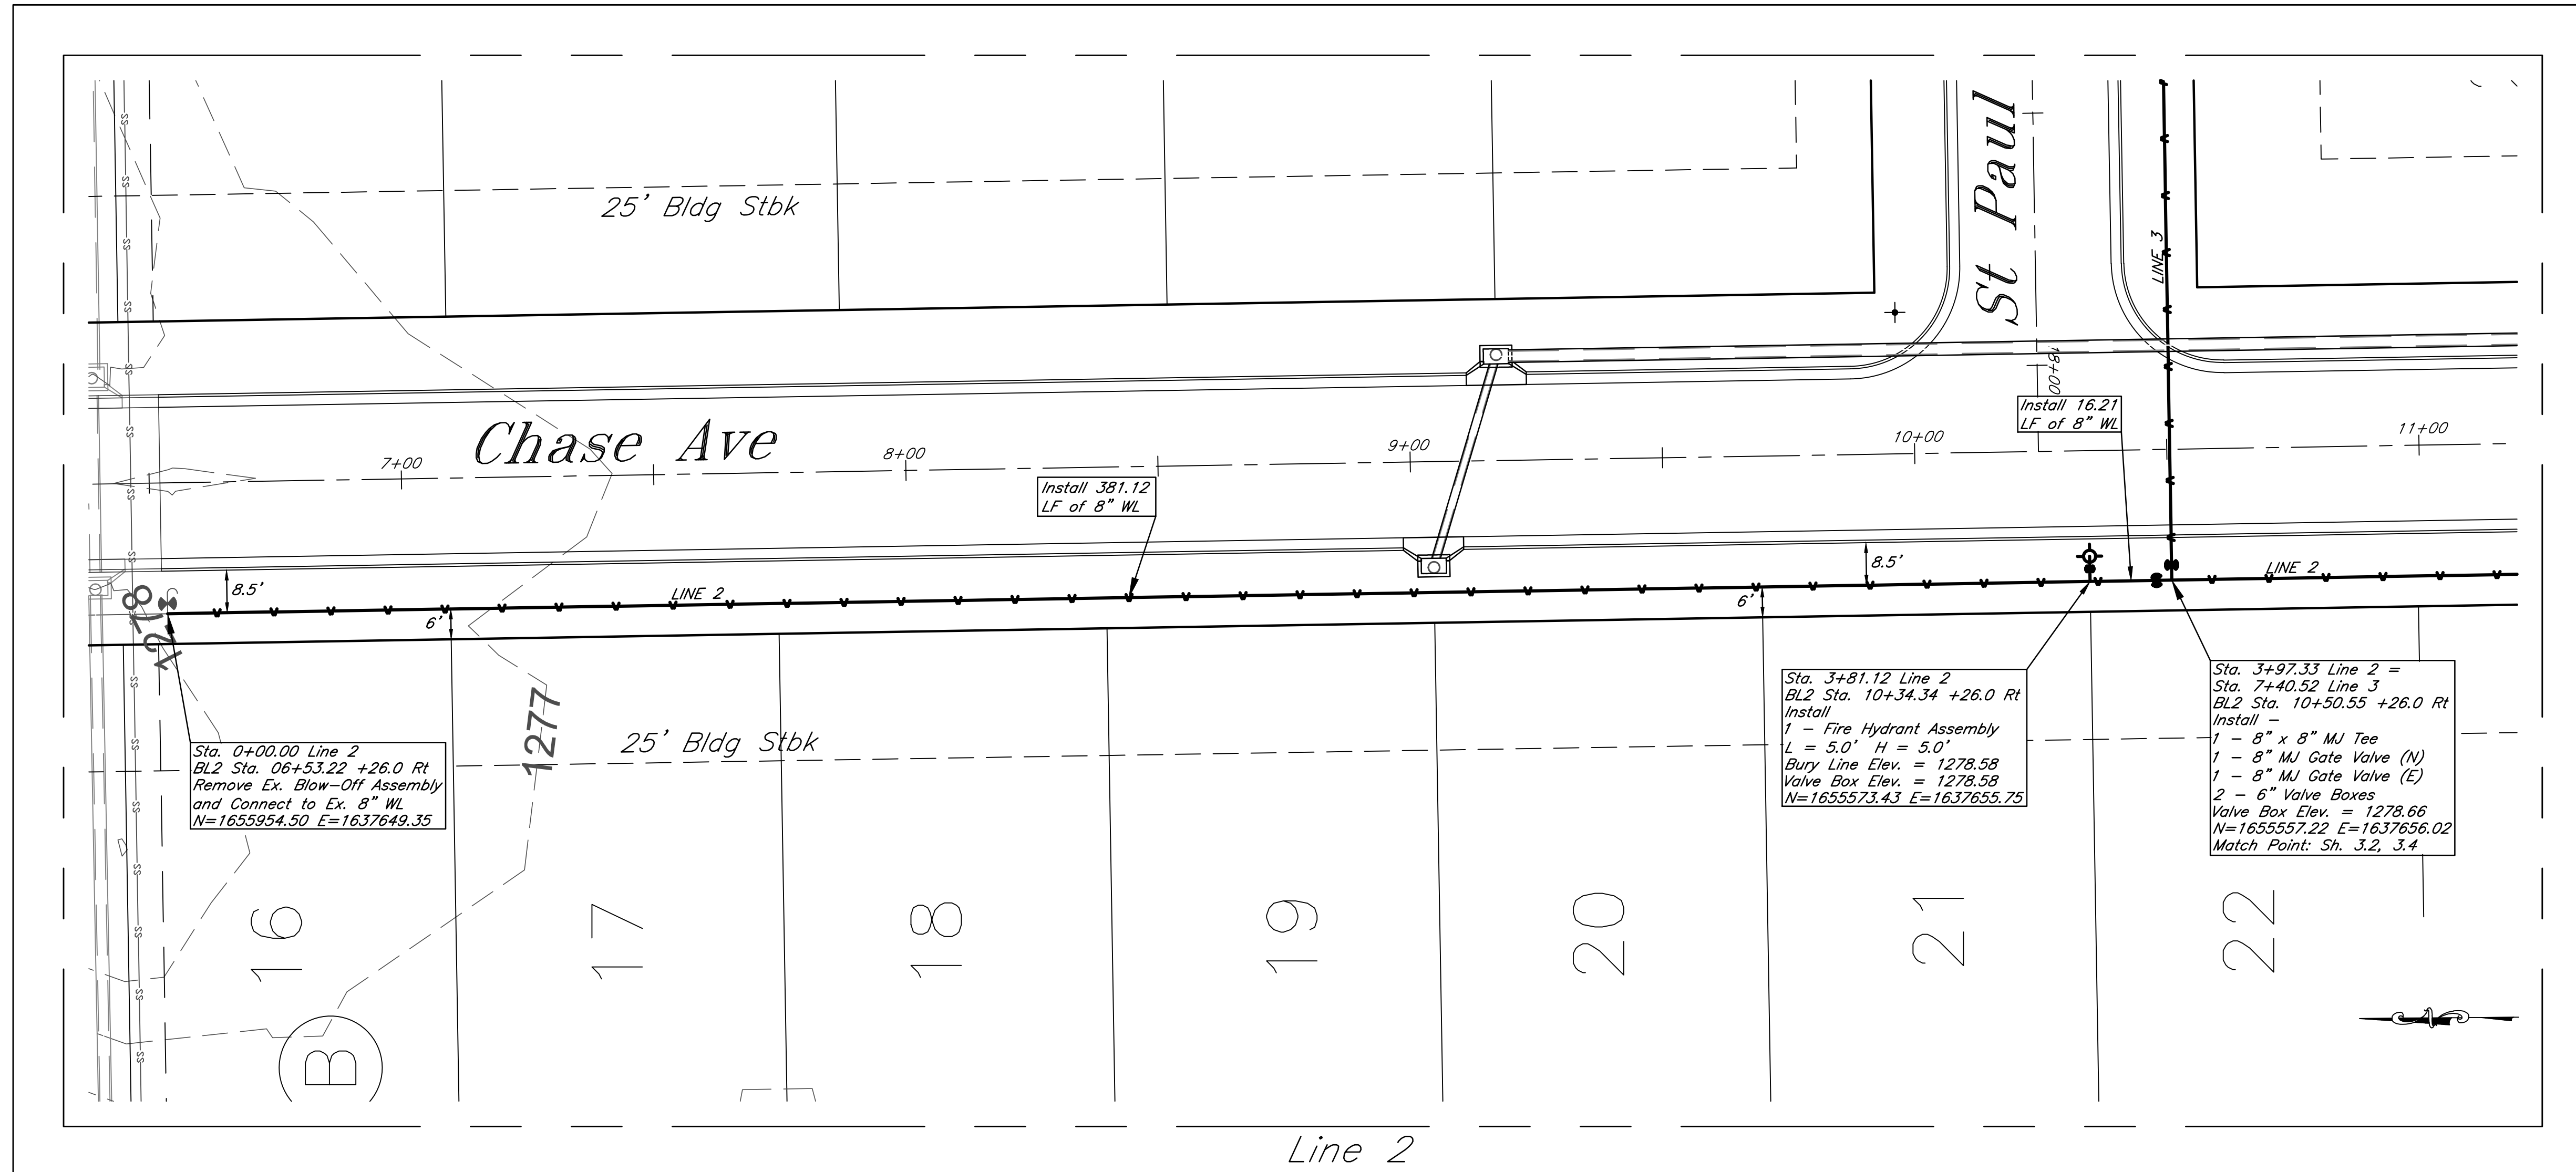 25' Bldg Stbk
St Paul
LINE 3
18+00
Chase Ave
7+00
8+00
9+00
10+00
11+00
Install 16.21
LF of 8" WL
Install 381.12
LF of 8" WL
8.5'
8.5'
LINE 2
LINE 2
6'
6'
1278
1277
25' Bldg Stbk
Sta. 0+00.00 Line 2
BL2 Sta. 06+53.22 +26.0 Rt
Remove Ex. Blow-Off Assembly
and Connect to Ex. 8" WL
N=1655954.50 E=1637649.35
Sta. 3+81.12 Line 2
BL2 Sta. 10+34.34 +26.0 Rt
Install
1 - Fire Hydrant Assembly
L = 5.0' H = 5.0'
Bury Line Elev. = 1278.58
Valve Box Elev. = 1278.58
N=1655573.43 E=1637655.75
Sta. 3+97.33 Line 2 =
Sta. 7+40.52 Line 3
BL2 Sta. 10+50.55 +26.0 Rt
Install -
1 - 8" x 8" MJ Tee
1 - 8" MJ Gate Valve (N)
1 - 8" MJ Gate Valve (E)
2 - 6" Valve Boxes
Valve Box Elev. = 1278.66
N=1655557.22 E=1637656.02
Match Point: Sh. 3.2, 3.4
16
17
18
19
20
21
22
B
Line 2